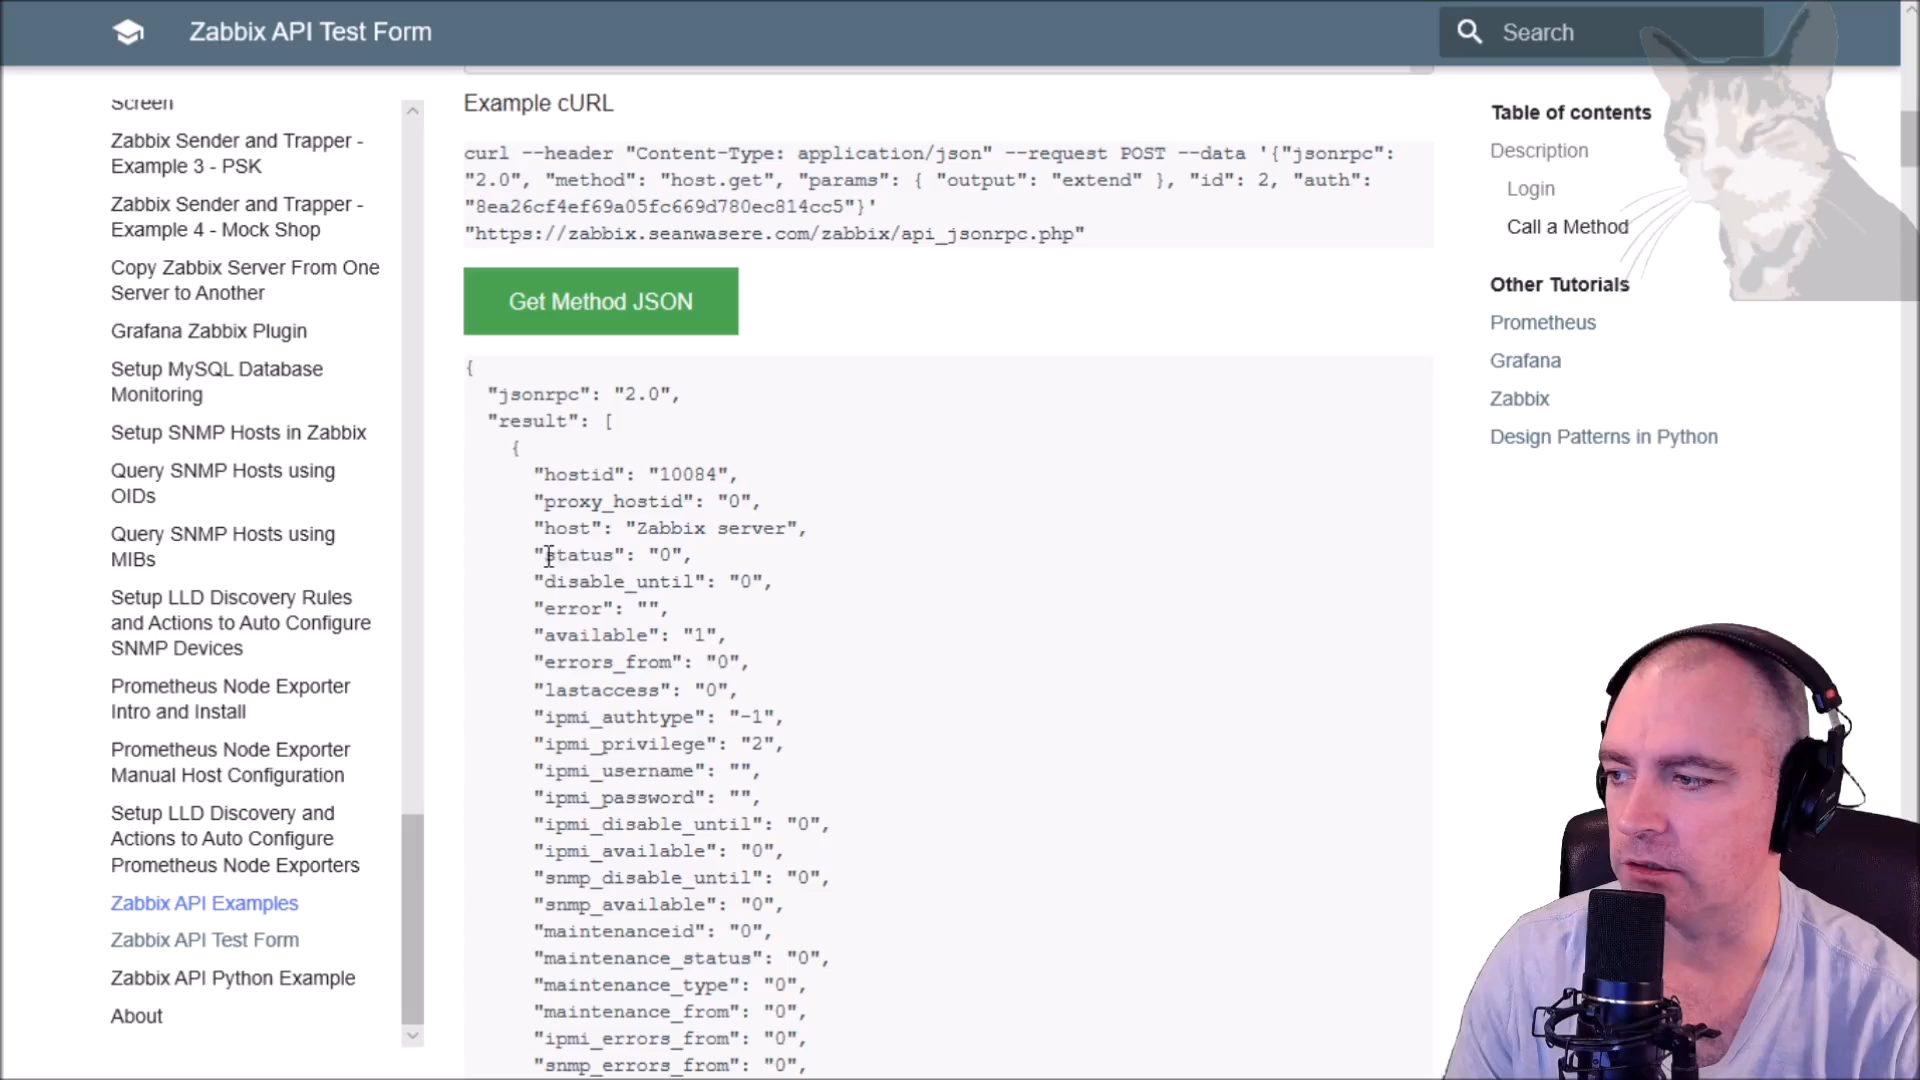 Zabbix API Test Form
Search
Screen
Zabbix Sender and Trapper -
Example 3 - PSK
Zabbix Sender and Trapper -
Example 4 - Mock Shop
Copy Zabbix Server From One
Server to Another
Grafana Zabbix Plugin
Setup MySQL Database
Monitoring
Setup SNMP Hosts in Zabbix
Query SNMP Hosts using
OIDs
Query SNMP Hosts using
MIBs
Setup LLD Discovery Rules
and Actions to Auto Configure
SNMP Devices
Prometheus Node Exporter
Intro and Install
Prometheus Node Exporter
Manual Host Configuration
Setup LLD Discovery and
Actions to Auto Configure
Prometheus Node Exporters
Zabbix API Examples
Zabbix API Test Form
Zabbix API Python Example
About
Example cURL
curl --header "Content-Type: application/json" --request POST --data '{"jsonrpc":
"2.0", "method": "host.get", "params": { "output": "extend" }, "id": 2, "auth":
"8ea26cf4ef69a05fc669d780ec814cc5"}'
"https://zabbix.seanwasere.com/zabbix/api_jsonrpc.php"
Get Method JSON
{
"jsonrpc": "2.0",
"result": [
{
"hostid": "10084",
"proxy_hostid": "0",
"host": "Zabbix server",
"status": "0",
"disable_until": "0",
"error": "",
"available": "1",
"errors_from": "0",
"lastaccess": "0",
"ipmi_authtype": "-1",
"ipmi_privilege": "2",
"ipmi_username": "",
"ipmi_password": "",
"ipmi_disable_until": "0",
"ipmi_available": "0",
"snmp_disable_until": "0",
"snmp_available": "0",
"maintenanceid": "0",
"maintenance_status": "0",
"maintenance_type": "0",
"maintenance_from": "0",
"ipmi_errors_from": "0",
"snmp_errors_from": "0",
Table of contents
Description
Login
Call a Method
Other Tutorials
Prometheus
Grafana
Zabbix
Design Patterns in Python